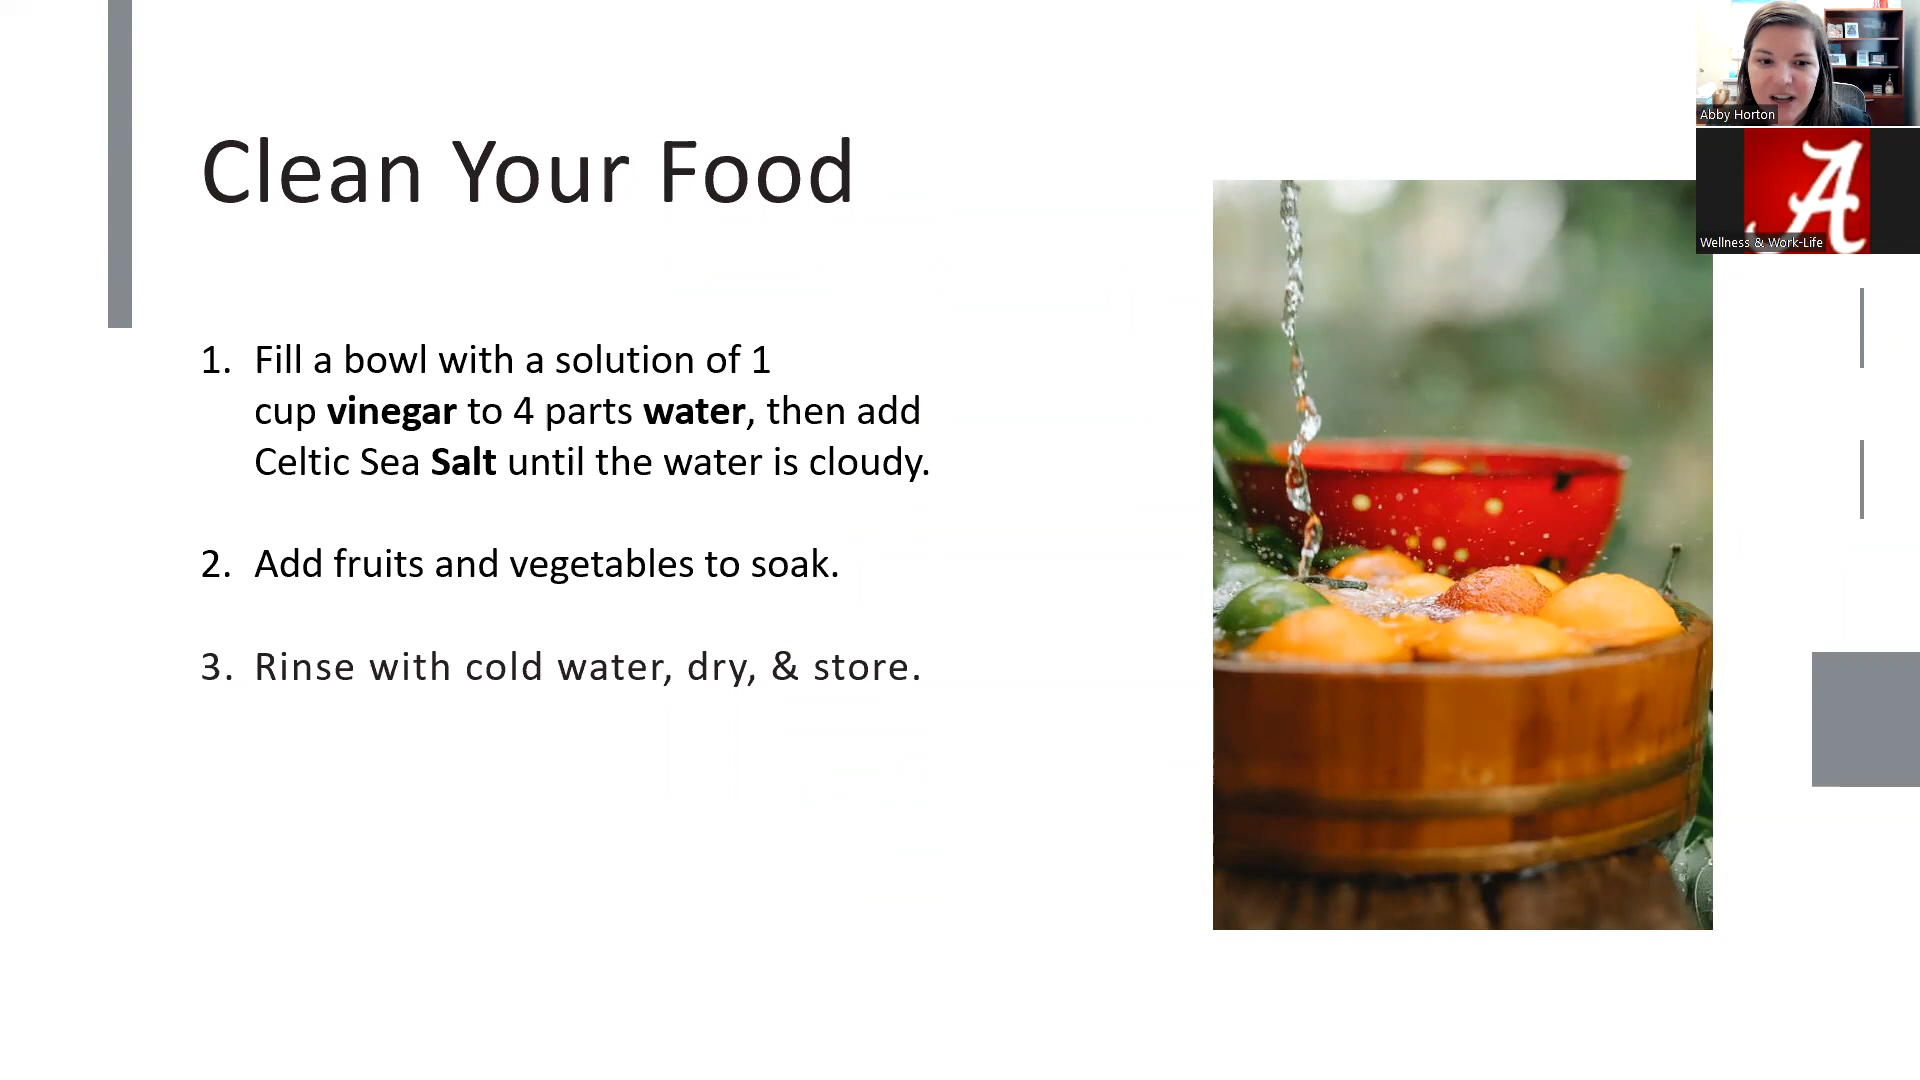 Clean Your Food
1. Fill a bowl with a solution of 1
cup vinegar to 4 parts water, then add
Celtic Sea Salt until the water is cloudy.
2. Add fruits and vegetables to soak.
3. Rinse with cold water, dry, & store.
Abby Horton
A
Wellness & Work-Life